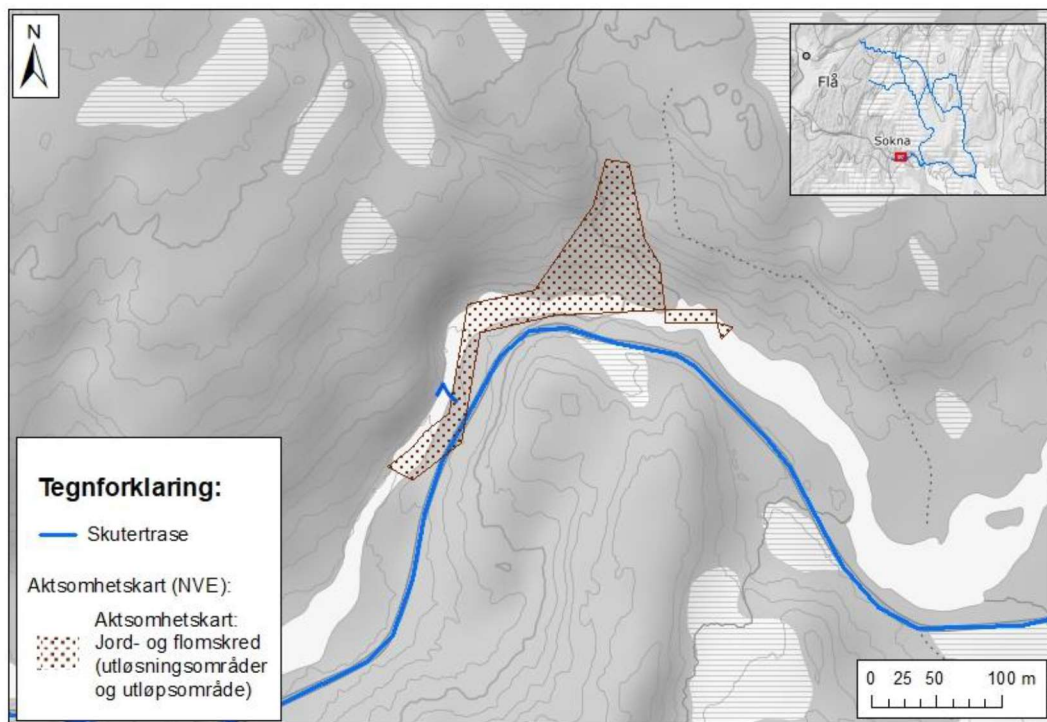 N
Flå
Sokna
Tegnforklaring:
Skutertrase
Aktsomhetskart (NVE):
Aktsomhetskart:
Jord- og flomskred
(utløsningsområder
og utløpsområde)
0 25 50 100 m